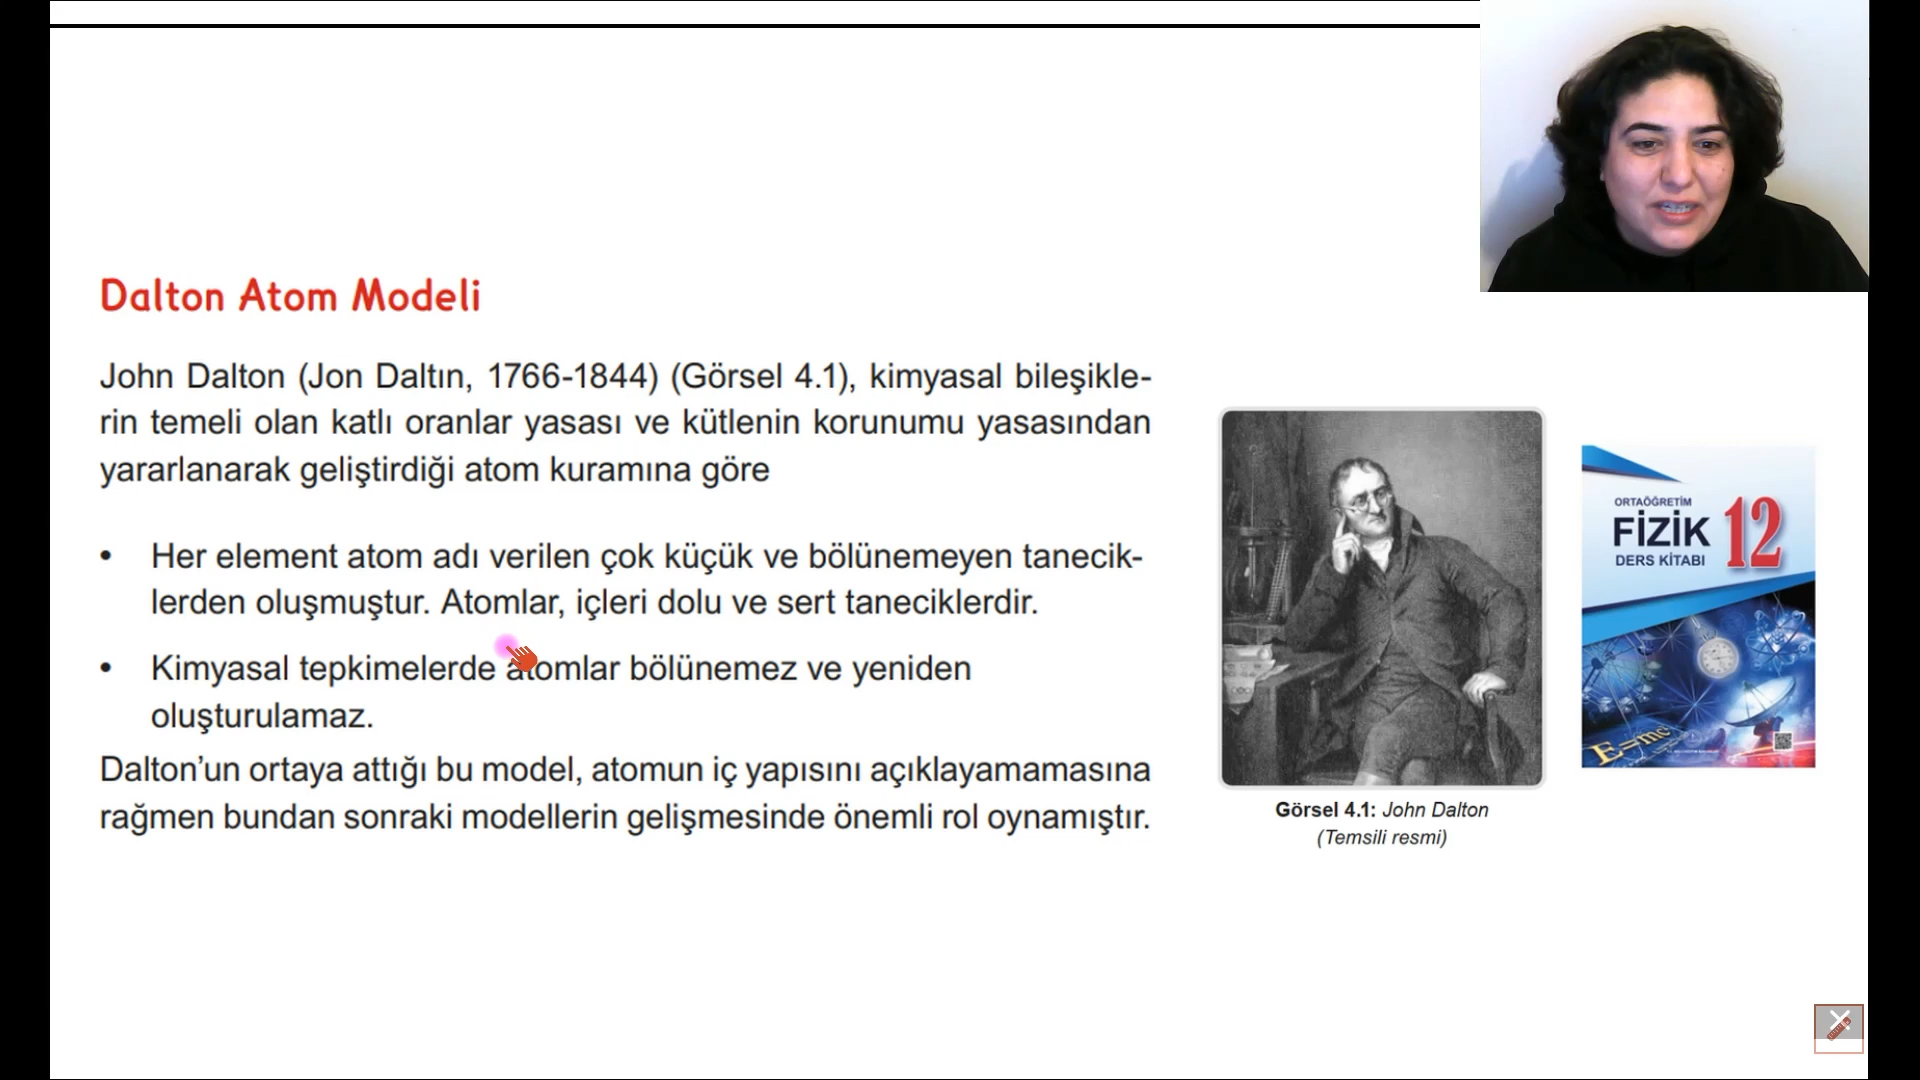 Dalton Atom Modeli
John Dalton (Jon Daltın, 1766-1844) (Görsel 4.1), kimyasal bileşikle-
rin temeli olan katlı oranlar yasası ve kütlenin korunumu yasasından
yararlanarak geliştirdiği atom kuramına göre
• Her element atom adı verilen çok küçük ve bölünemeyen tanecik-
lerden oluşmuştur. Atomlar, içleri dolu ve sert taneciklerdir.
• Kimyasal tepkimelerde atomlar bölünemez ve yeniden
oluşturulamaz.
Dalton’un ortaya attığı bu model, atomun iç yapısını açıklayamamasına
rağmen bundan sonraki modellerin gelişmesinde önemli rol oynamıştır.
Görsel 4.1: John Dalton
(Temsili resmi)
ORTAÖĞRETİM
FİZİK 12
DERS KİTABI
E=mc²